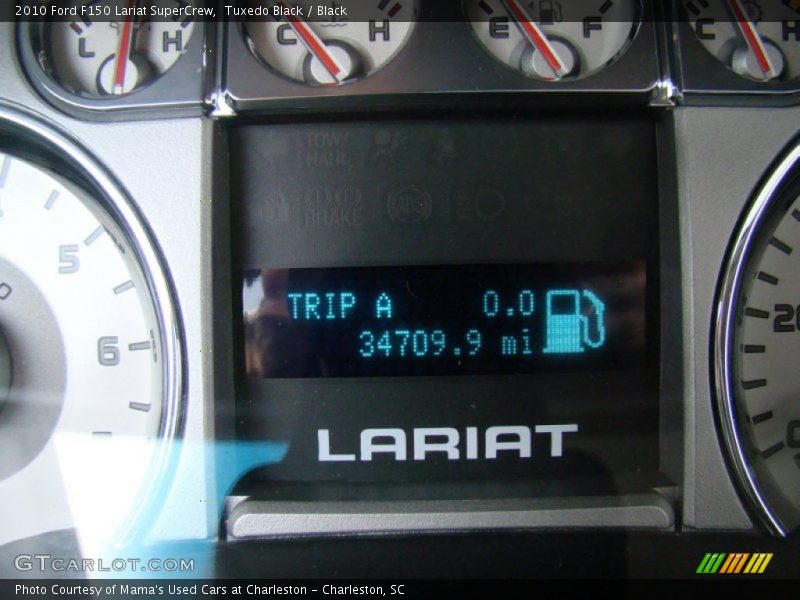 2010 Ford F150 Lariat SuperCrew, Tuxedo Black / Black
L H
C H
E F
C H
TOW/
HAUL
BRAKE
ABS
5
6
TRIP A 0.0
34709.9 mi
LARIAT
GTCARLOT.COM
Photo Courtesy of Mama's Used Cars at Charleston - Charleston, SC